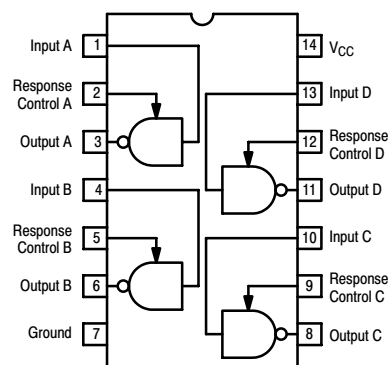 Input A 1
Response
Control A 2
Output A 3
Input B 4
Response
Control B 5
Output B 6
Ground 7
14 VCC
13 Input D
12 Response
Control D
11 Output D
10 Input C
9 Response
Control C
8 Output C